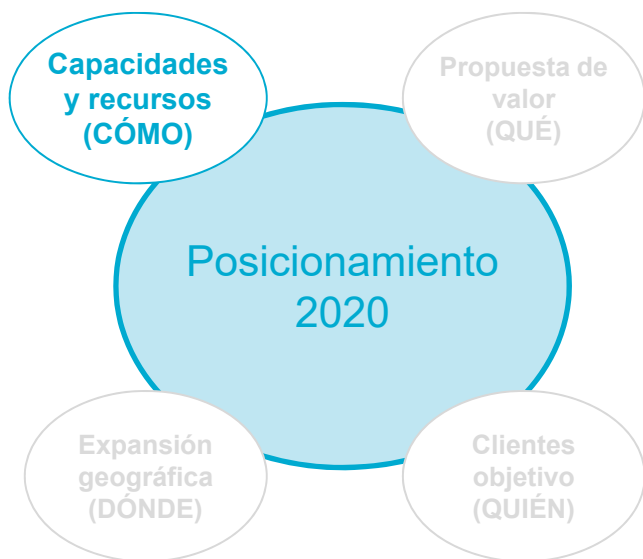 Capacidades
y recursos
(CÓMO)
Propuesta de
valor
(QUÉ)
Posicionamiento
2020
Expansión
geográfica
(DÓNDE)
Clientes
objetivo
(QUIÉN)